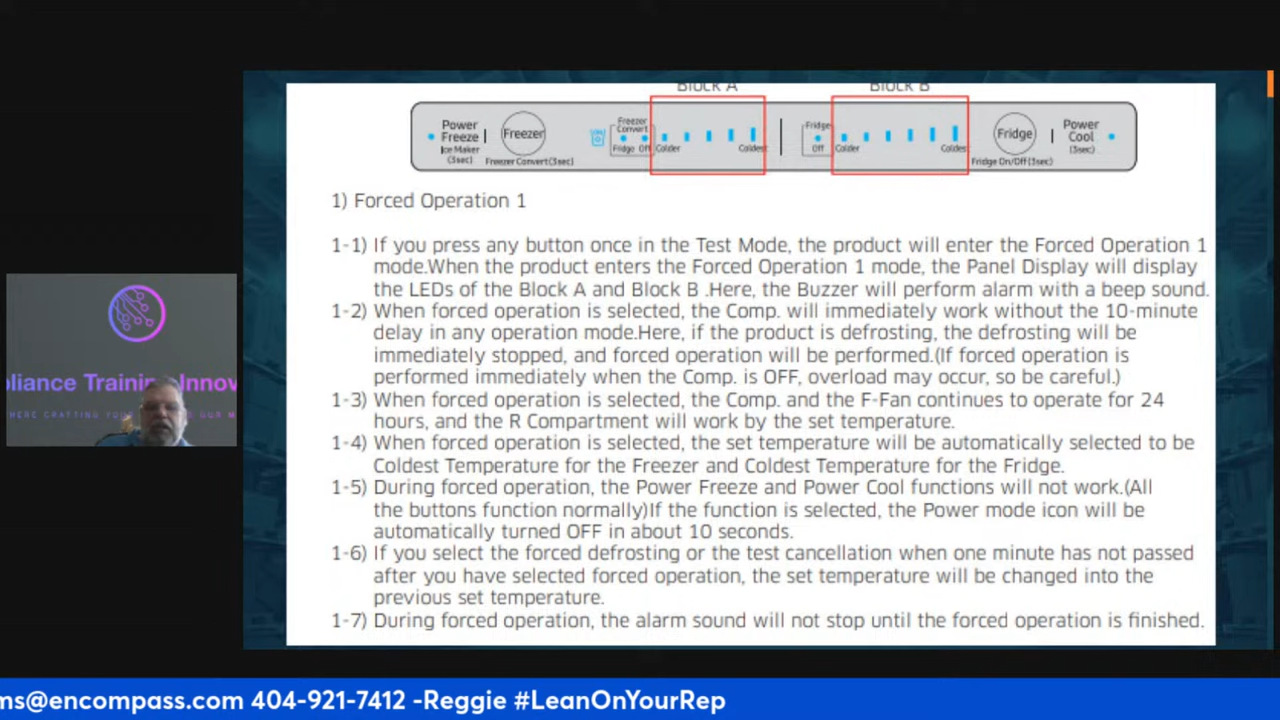 Block A
Block B
Power
Freeze
Ice Maker
(3sec)
Freezer
Freezer Convert(3sec)
Freezer
Convert
Fridge Off
Colder
Coldest
Fridge
Off
Colder
Coldest
Fridge
Fridge On/Off(3sec)
Power
Cool
(3sec)
1) Forced Operation 1
1-1) If you press any button once in the Test Mode, the product will enter the Forced Operation 1
mode.When the product enters the Forced Operation 1 mode, the Panel Display will display
the LEDs of the Block A and Block B .Here, the Buzzer will perform alarm with a beep sound.
1-2) When forced operation is selected, the Comp. will immediately work without the 10-minute
delay in any operation mode.Here, if the product is defrosting, the defrosting will be
immediately stopped, and forced operation will be performed.(If forced operation is
performed immediately when the Comp. is OFF, overload may occur, so be careful.)
1-3) When forced operation is selected, the Comp. and the F-Fan continues to operate for 24
hours, and the R Compartment will work by the set temperature.
1-4) When forced operation is selected, the set temperature will be automatically selected to be
Coldest Temperature for the Freezer and Coldest Temperature for the Fridge.
1-5) During forced operation, the Power Freeze and Power Cool functions will not work.(All
the buttons function normally)If the function is selected, the Power mode icon will be
automatically turned OFF in about 10 seconds.
1-6) If you select the forced defrosting or the test cancellation when one minute has not passed
after you have selected forced operation, the set temperature will be changed into the
previous set temperature.
1-7) During forced operation, the alarm sound will not stop until the forced operation is finished.
pliance Training Innov
ms@encompass.com 404-921-7412 -Reggie #LeanOnYourRep